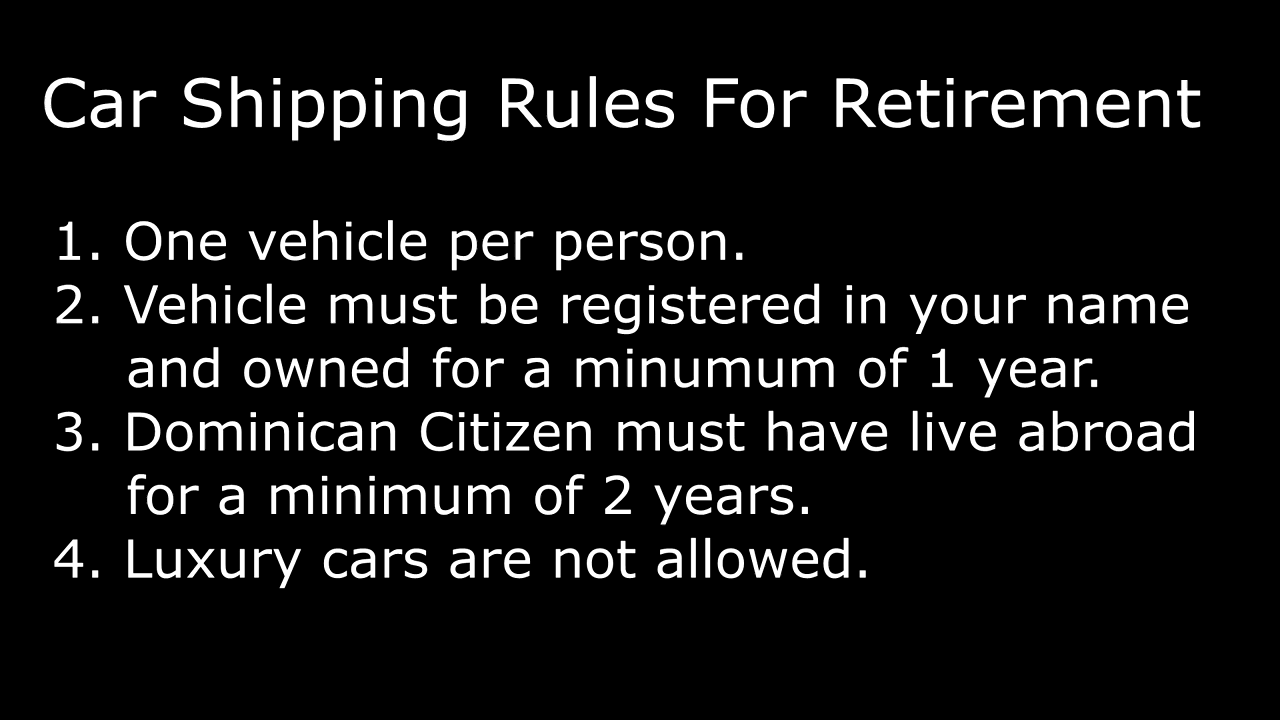 Car Shipping Rules For Retirement
1. One vehicle per person.
2. Vehicle must be registered in your name
and owned for a minumum of 1 year.
3. Dominican Citizen must have live abroad
for a minimum of 2 years.
4. Luxury cars are not allowed.